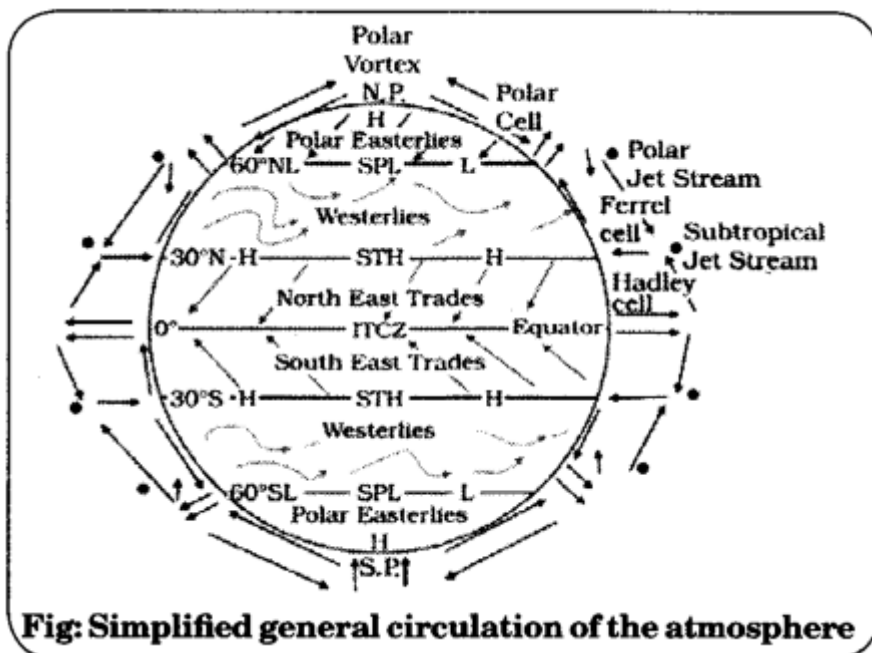 Polar
Vortex
N.P.
H
Polar
Cell
Polar Easterlies
60°NL SPL L
Polar
Jet Stream
Westerlies
Ferrel
cell
Subtropical
Jet Stream
30°N H STH H
Hadley
cell
North East Trades
0° ITCZ Equator
South East Trades
30°S H STH H
Westerlies
60°SL SPL L
Polar Easterlies
H
S.P.
Fig: Simplified general circulation of the atmosphere